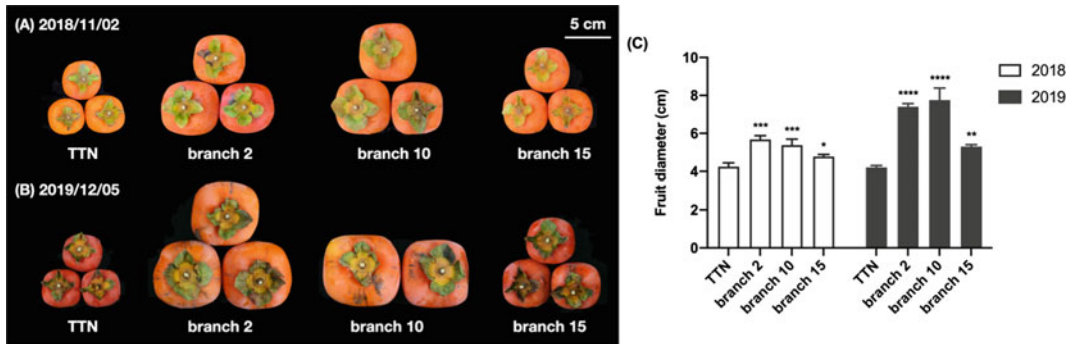 (A) 2018/11/02
5 cm
TTN
branch 2
branch 10
branch 15
(B) 2019/12/05
TTN
branch 2
branch 10
branch 15
(C)
Fruit diameter (cm)
10
8
6
4
2
0
***
***
*
****
****
**
TTN
branch 2
branch 10
branch 15
TTN
branch 2
branch 10
branch 15
2018
2019